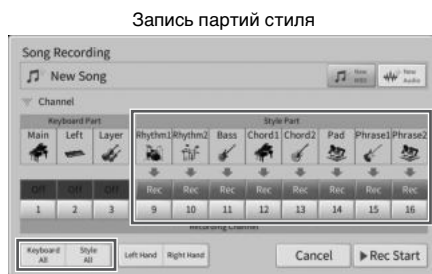 Запись партий стиля
Song Recording
New Song
New MIDI
New Audio
Channel
Keyboard Part
Style Part
Main Left Layer Rhythm1 Rhythm2 Bass Chord1 Chord2 Pad Phrase1 Phrase2
Off Off Off Rec Rec Rec Rec Rec Rec Rec Rec
1 2 3 9 10 11 12 13 14 15 16
Recording Channel
Keyboard All
Style All
Left Hand Right Hand Cancel Rec Start